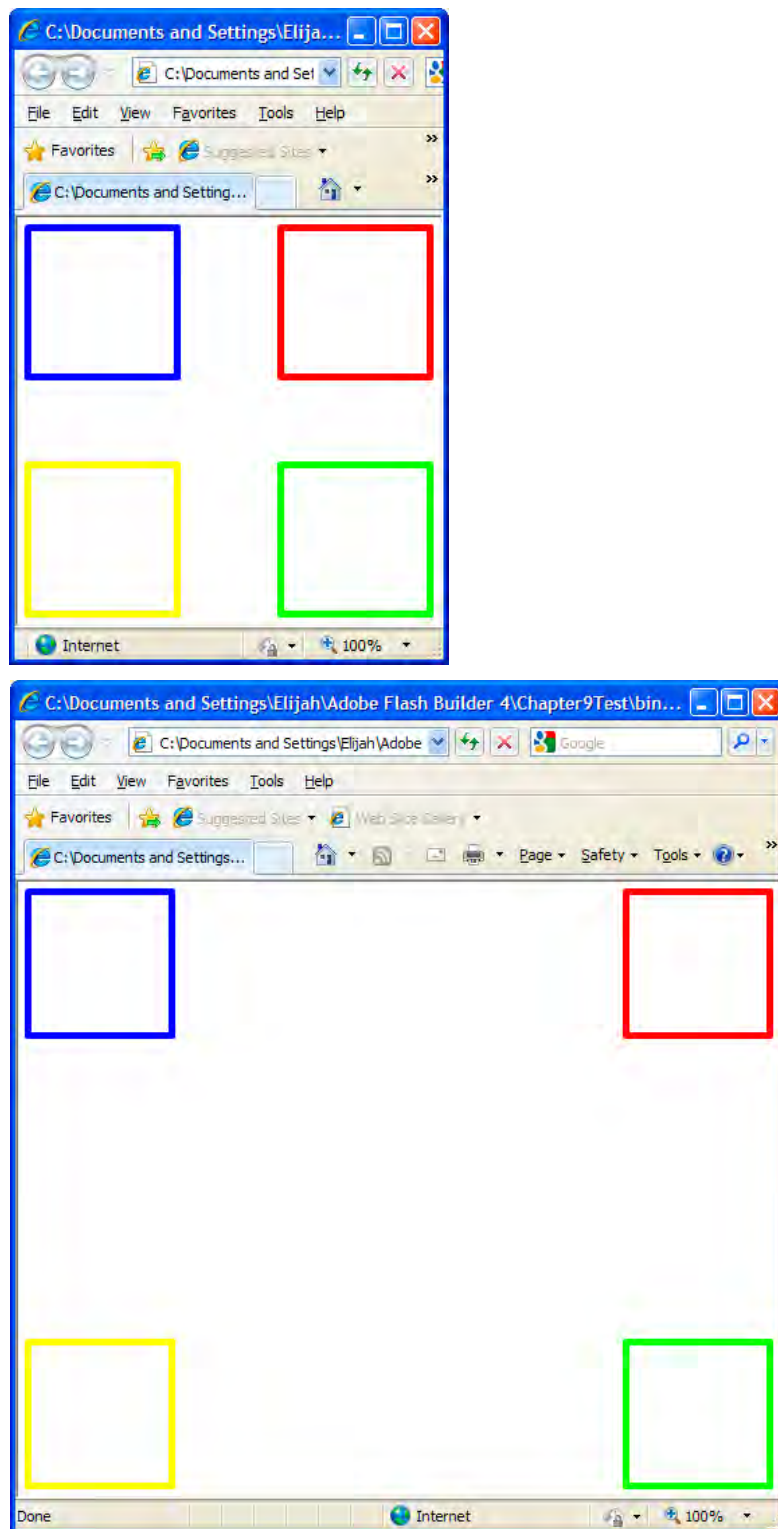 C:\Documents and Settings\Elija...
C:\Documents and Set
File Edit View Favorites Tools Help
Favorites Suggested Sites »
C:\Documents and Setting... »
Internet 100%
C:\Documents and Settings\Elijah\Adobe Flash Builder 4\Chapter9Test\bin...
C:\Documents and Settings\Elijah\Adobe Google
File Edit View Favorites Tools Help
Favorites Suggested Sites Web Slice Gallery
C:\Documents and Settings... Page Safety Tools »
Done Internet 100%